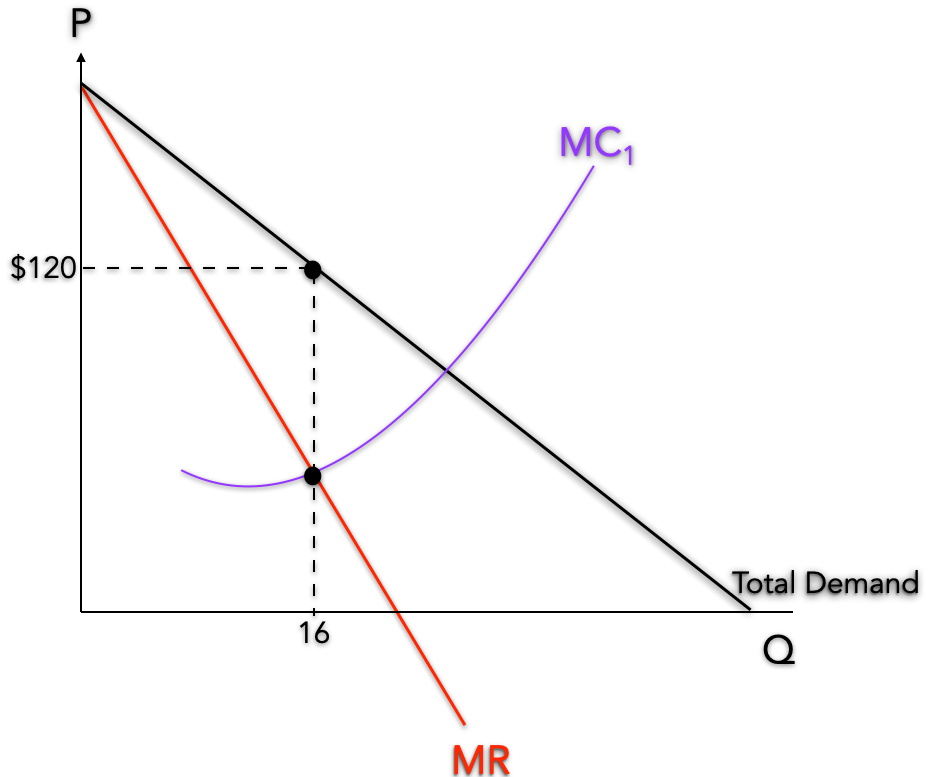 P
MC₁
$120
Total Demand
16
Q
MR